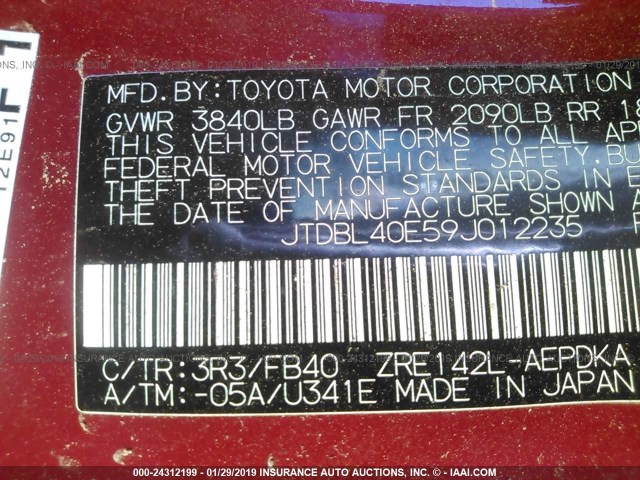 MFD. BY: TOYOTA MOTOR CORPORATION
GVWR 3840LB GAWR FR 2090LB RR
THIS VEHICLE CONFORMS TO ALL
FEDERAL MOTOR VEHICLE SAFETY.
THEFT PREVENTION STANDARDS IN
THE DATE OF MANUFACTURE SHOWN
JTDBL40E59J012235
C/TR:3R3/FB40 ZRE142L-AEPDKA
A/TM:-05A/U341E MADE IN JAPAN
12E91
000-24312199 - 01/29/2019 INSURANCE AUTO AUCTIONS, INC. - IAAI.COM